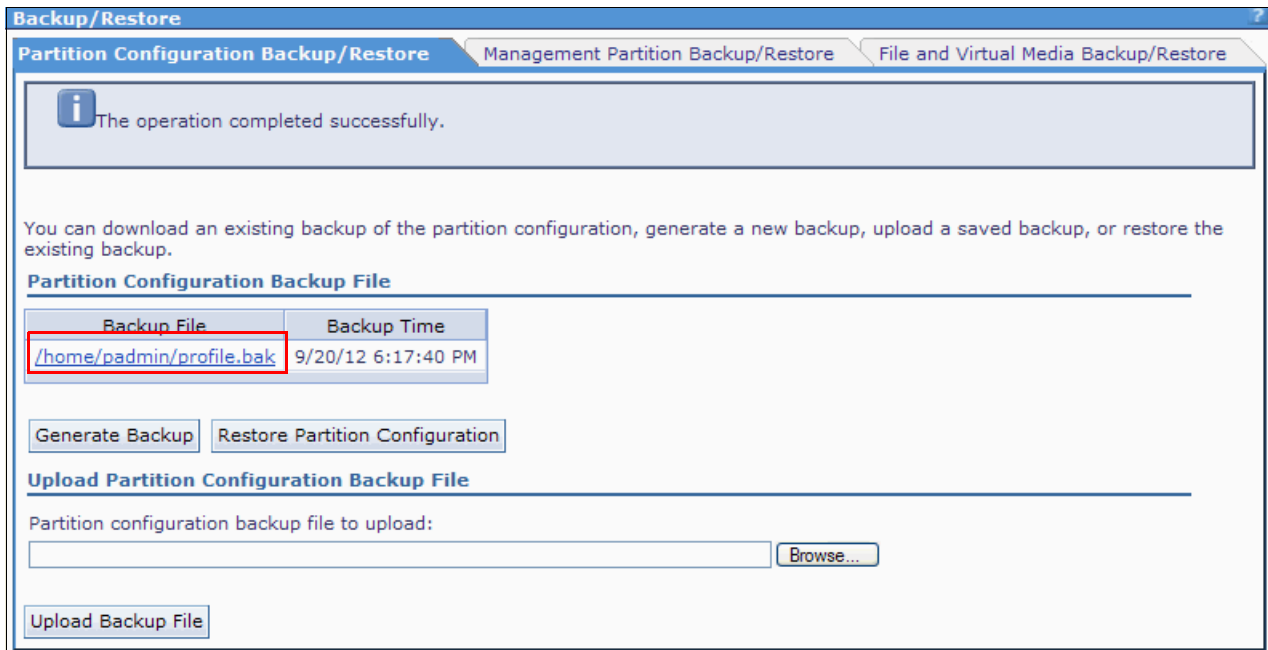 Backup/Restore ?
Partition Configuration Backup/Restore Management Partition Backup/Restore File and Virtual Media Backup/Restore
i The operation completed successfully.
You can download an existing backup of the partition configuration, generate a new backup, upload a saved backup, or restore the
existing backup.
Partition Configuration Backup File
Backup File Backup Time
/home/padmin/profile.bak 9/20/12 6:17:40 PM
Generate Backup Restore Partition Configuration
Upload Partition Configuration Backup File
Partition configuration backup file to upload:
Browse...
Upload Backup File